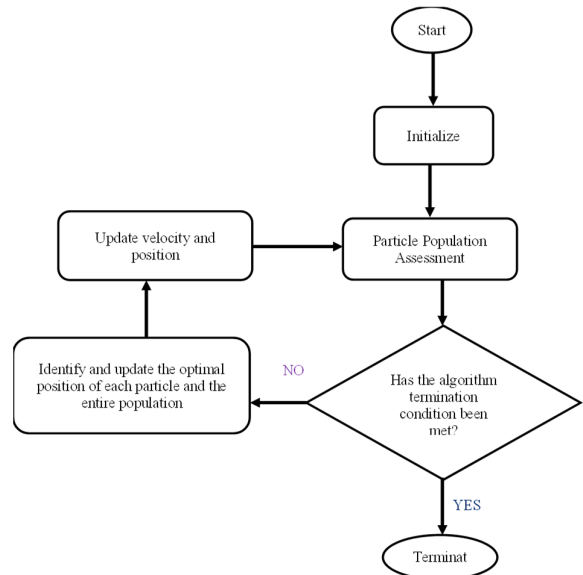 Start
Initialize
Update velocity and
position
Particle Population
Assessment
Identify and update the optimal
position of each particle and the
entire population
NO
Has the algorithm
termination
condition been
met?
YES
Terminat